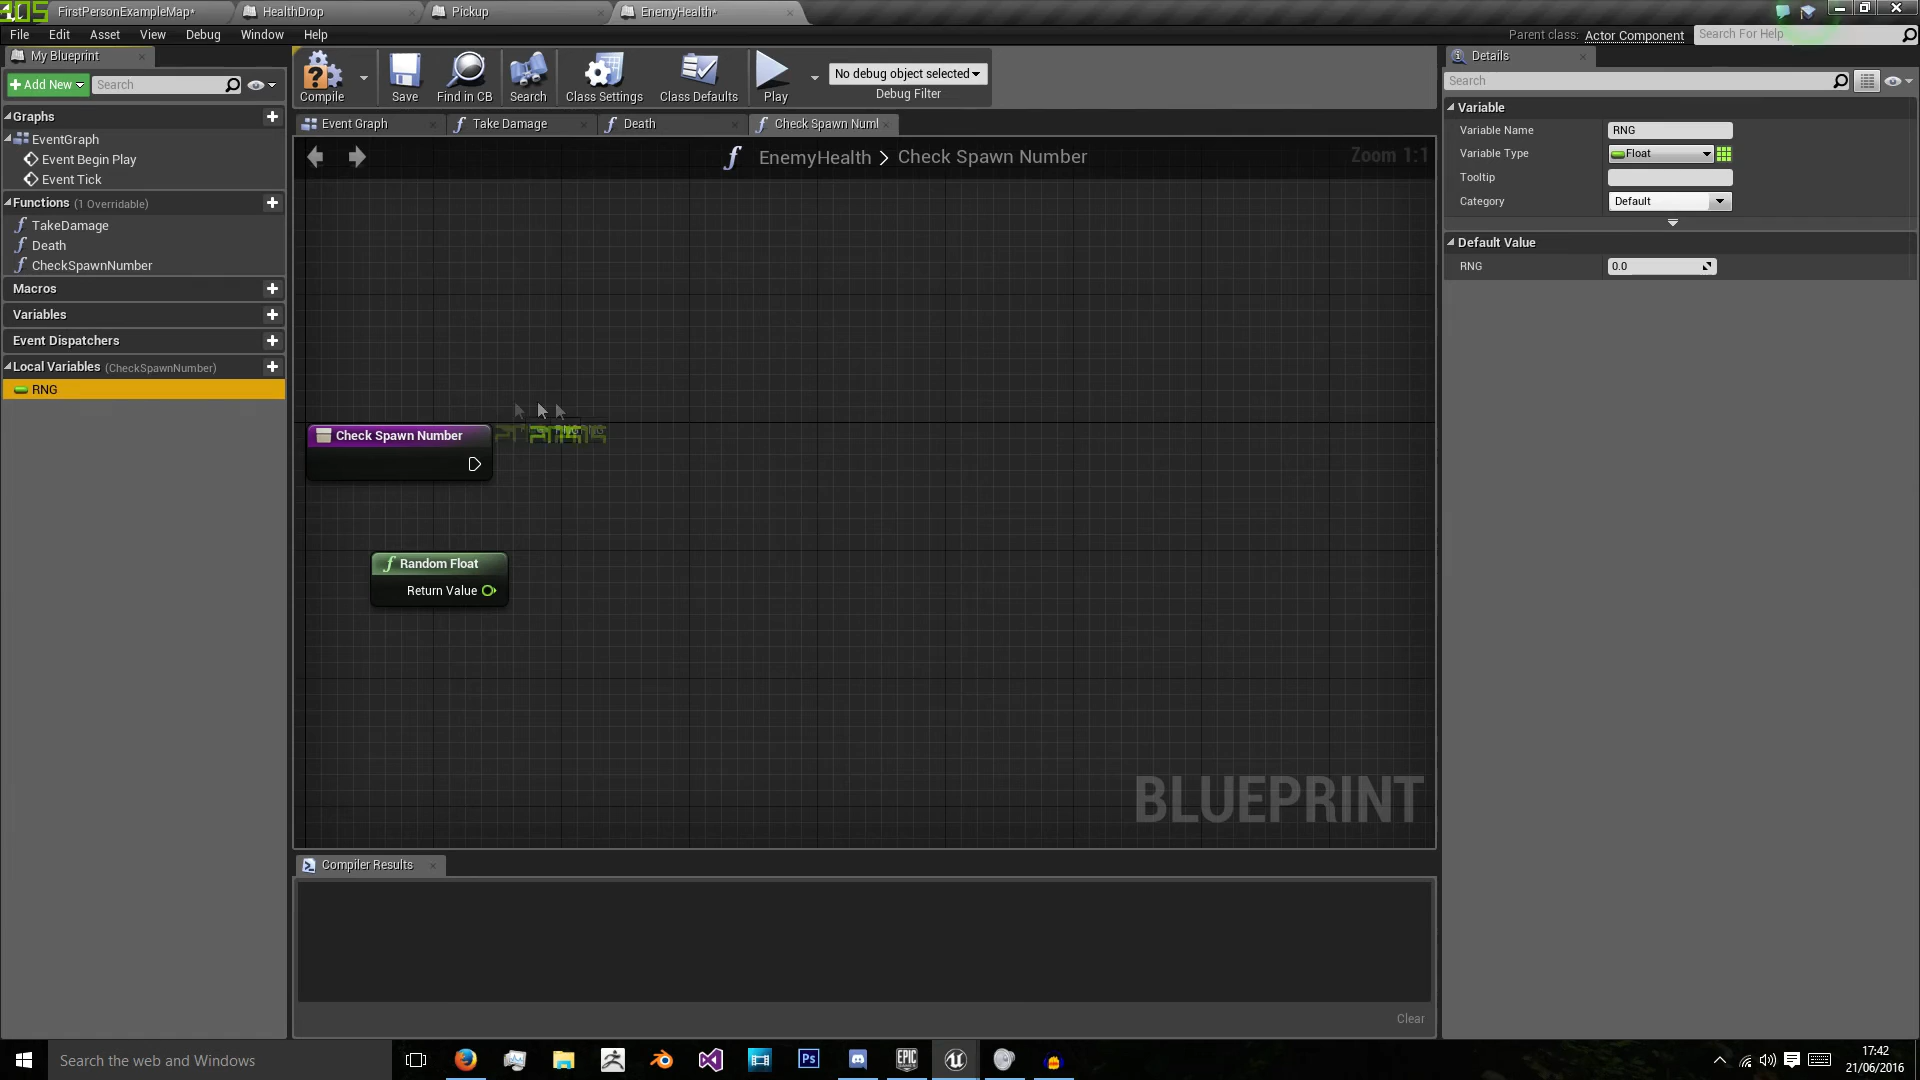 FirstPersonExampleMap*
HealthDrop
Pickup
EnemyHealth*
File Edit Asset View Debug Window Help
Parent class: Actor Component
Search For Help
My Blueprint
Add New
Search
Graphs
EventGraph
Event Begin Play
Event Tick
Functions (1 Overridable)
TakeDamage
Death
CheckSpawnNumber
Macros
Variables
Event Dispatchers
Local Variables (CheckSpawnNumber)
RNG
Compile
Save
Find in CB
Search
Class Settings
Class Defaults
Play
No debug object selected
Debug Filter
Event Graph
Take Damage
Death
Check Spawn Numl
EnemyHealth > Check Spawn Number
Zoom 1:1
Check Spawn Number
Random Float
Return Value
BLUEPRINT
Compiler Results
Clear
Details
Search
Variable
Variable Name RNG
Variable Type Float
Tooltip
Category Default
Default Value
RNG 0.0
Search the web and Windows
Ps
EPIC
17:42
21/06/2016